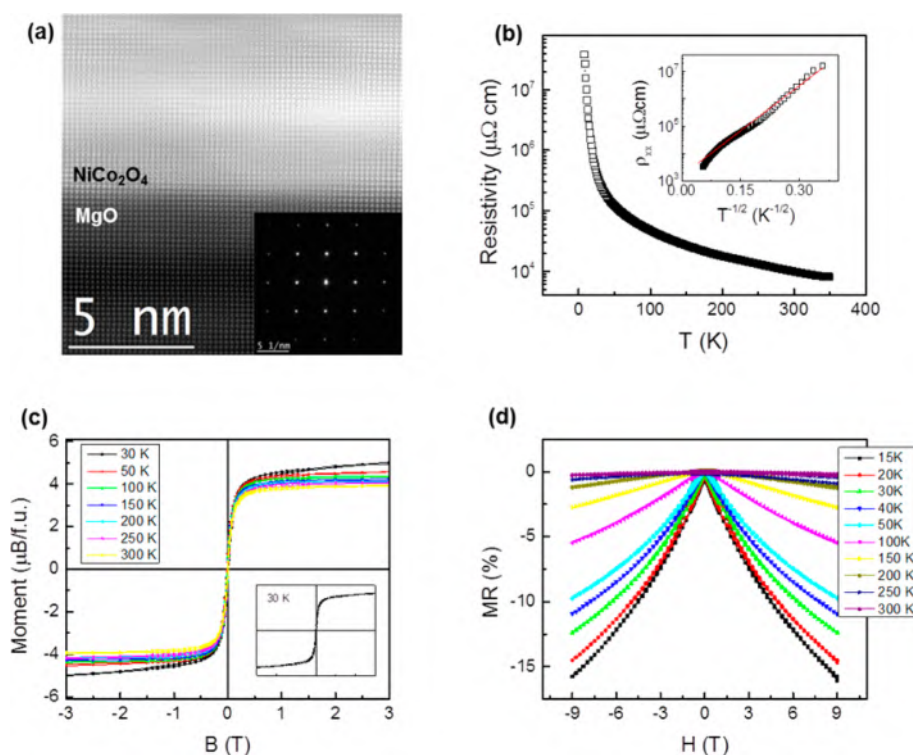 (a)
NiCo₂O₄
MgO
5 nm
5 1/nm
(b)
Resistivity (μΩ cm)
10⁷
10⁶
10⁵
10⁴
0 100 200 300 400
T (K)
ρₓₓ (μΩcm)
10⁷
10⁵
10³
0.00 0.15 0.30
T⁻¹/² (K⁻¹/²)
(c)
Moment (μB/f.u.)
6
4
2
0
-2
-4
-6
30 K
50 K
100 K
150 K
200 K
250 K
300 K
30 K
-3 -2 -1 0 1 2 3
B (T)
(d)
MR (%)
0
-5
-10
-15
15K
20K
30K
40K
50K
100K
150 K
200 K
250 K
300 K
-9 -6 -3 0 3 6 9
H (T)